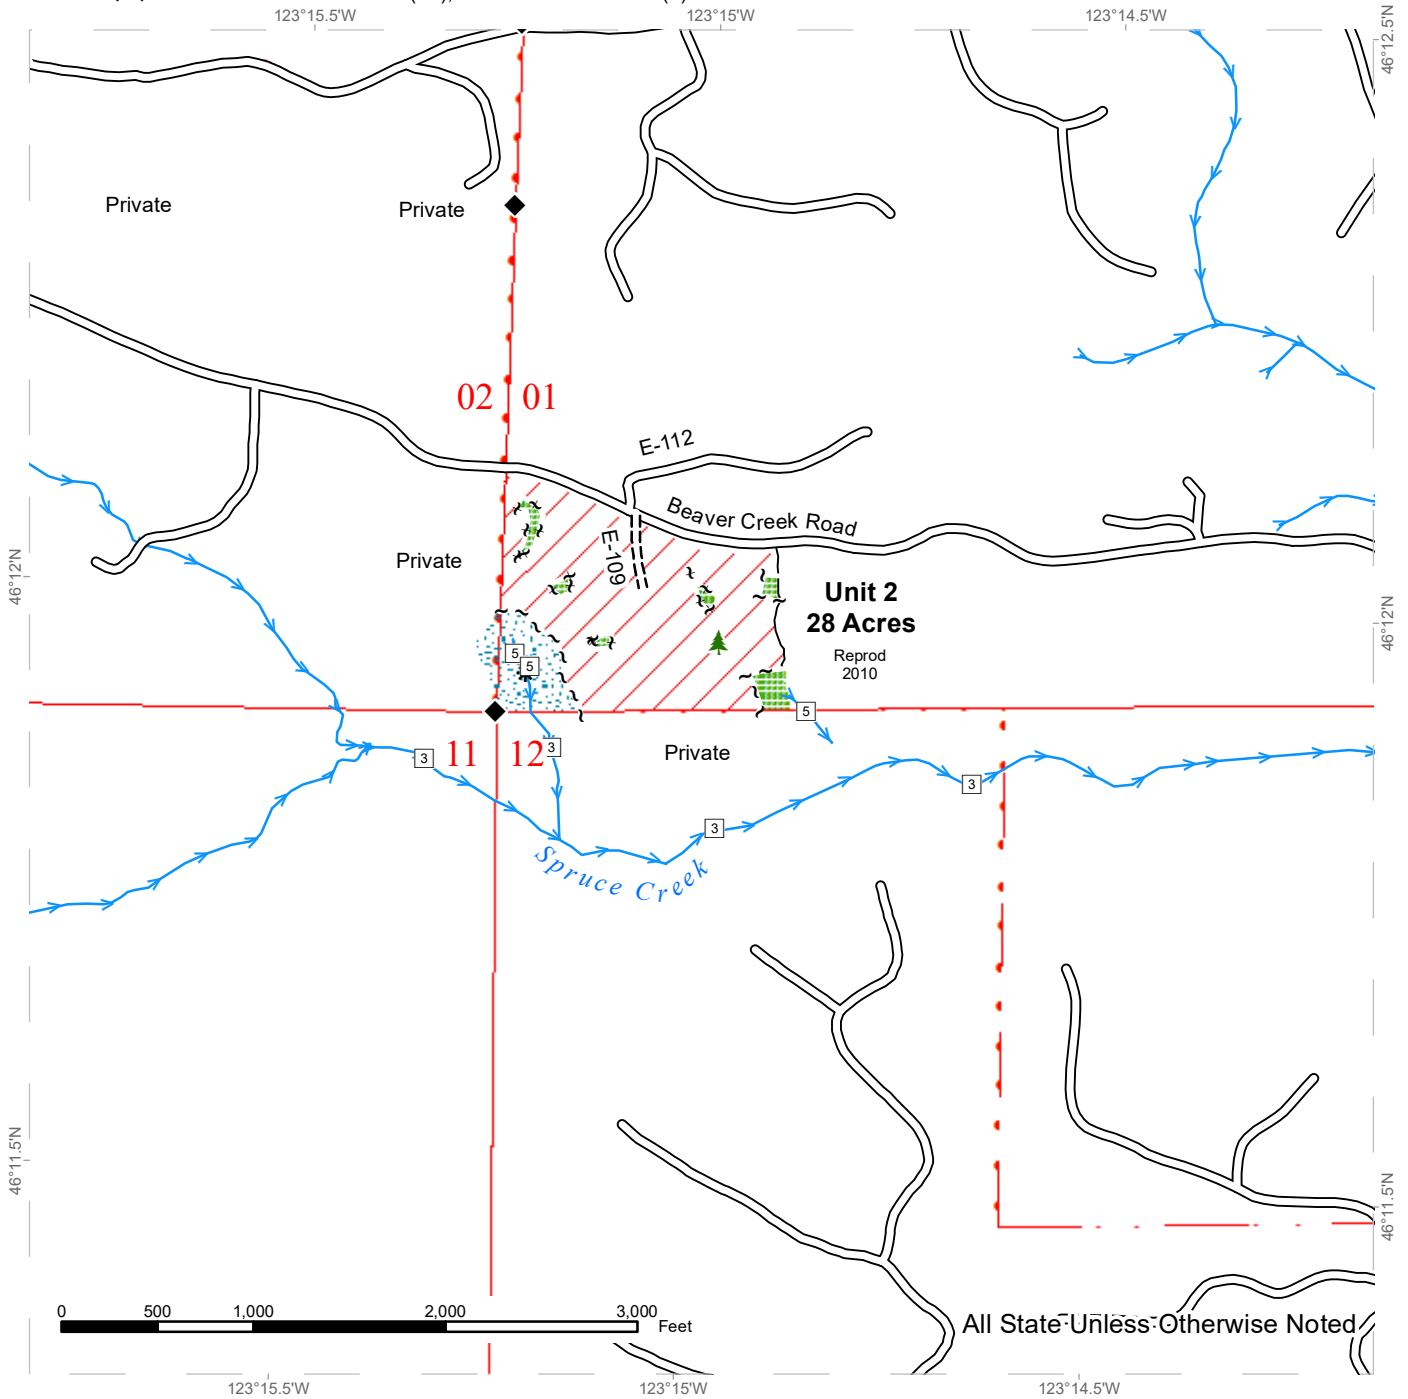 123°15.5'W
123°15'W
123°14.5'W
46°12.5'N
Private
Private
02 01
E-112
Beaver Creek Road
E-109
Private
46°12'N
Unit 2
28 Acres
46°12'N
Reprod
2010
5
5
5
11 12
3
3
Private
3
3
Spruce Creek
46°11.5'N
46°11.5'N
0 500 1,000 2,000 3,000
Feet
All State Unless Otherwise Noted
123°15.5'W
123°15'W
123°14.5'W